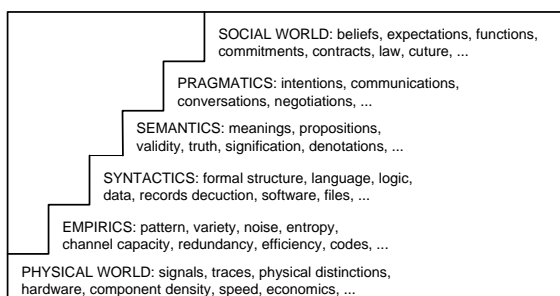 SOCIAL WORLD: beliefs, expectations, functions,
commitments, contracts, law, cuture, ...
PRAGMATICS: intentions, communications,
conversations, negotiations, ...
SEMANTICS: meanings, propositions,
validity, truth, signification, denotations, ...
SYNTACTICS: formal structure, language, logic,
data, records decuction, software, files, ...
EMPIRICS: pattern, variety, noise, entropy,
channel capacity, redundancy, efficiency, codes, ...
PHYSICAL WORLD: signals, traces, physical distinctions,
hardware, component density, speed, economics, ...